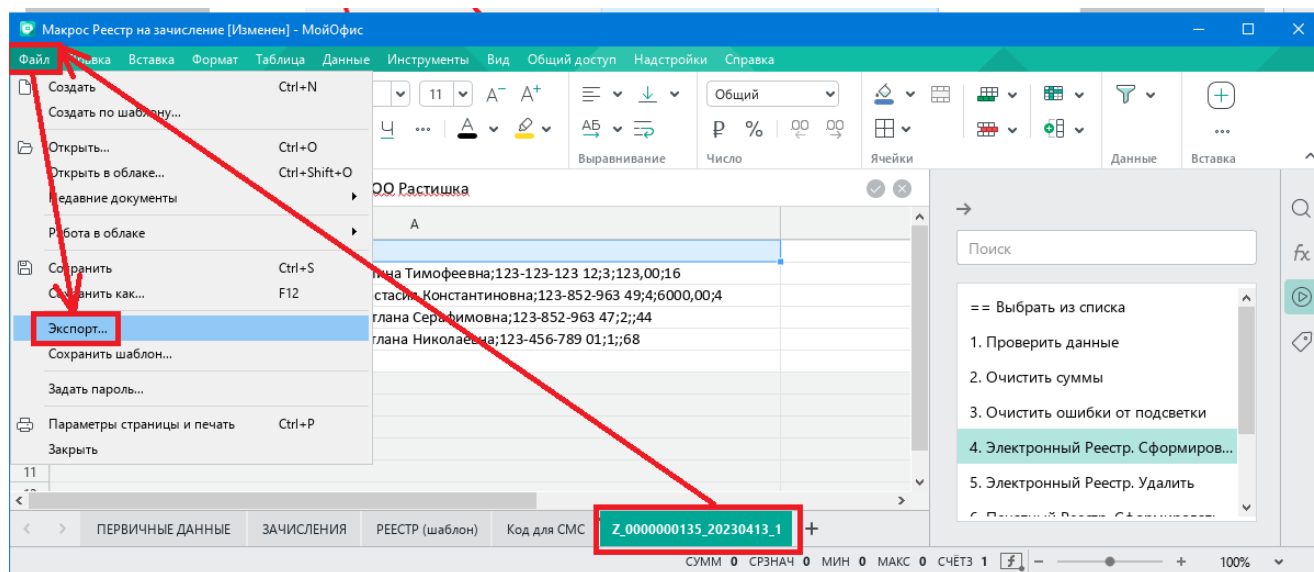 Макрос Реестр на зачисление [Изменен] - МойОфис
Файл Правка Вставка Формат Таблица Данные Инструменты Вид Общий доступ Надстройки Справка
Создать Ctrl+N
Создать по шаблону...
Открыть... Ctrl+O
Открыть в облаке... Ctrl+Shift+O
Недавние документы
Работа в облаке
Сохранить Ctrl+S
Сохранить как... F12
Экспорт...
Сохранить шаблон...
Задать пароль...
Параметры страницы и печать Ctrl+P
Закрыть
11 A⁻ A⁺ Общий
Ч ... А АБ ₽ % ,00 ,00
Выравнивание Число Ячейки Данные Вставка
ОО Растишка
A
Тимофеевна;123-123-123 12;3;123,00;16
Константиновна;123-852-963 49;4;6000,00;4
тлана Серафимовна;123-852-963 47;2;;44
тлана Николаевна;123-456-789 01;1;;68
11
Поиск
== Выбрать из списка
1. Проверить данные
2. Очистить суммы
3. Очистить ошибки от подсветки
4. Электронный Реестр. Сформиров...
5. Электронный Реестр. Удалить
fx
ПЕРВИЧНЫЕ ДАННЫЕ ЗАЧИСЛЕНИЯ РЕЕСТР (шаблон) Код для СМС Z_0000000135_20230413_1 +
СУММ 0 СРЗНАЧ 0 МИН 0 МАКС 0 СЧЁТЗ 1 f - + 100%